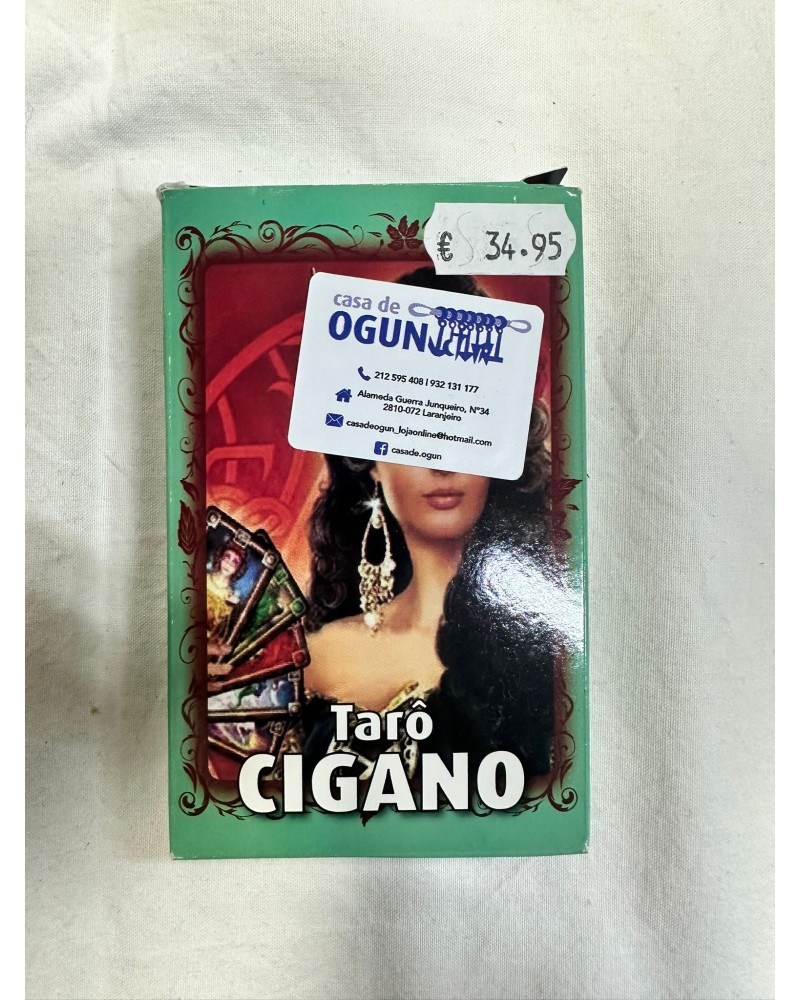 € 34.95
casa de
OGUN
212 595 408 | 932 131 177
Alameda Guerra Junqueiro, Nº34
2810-072 Laranjeiro
casadeogun_lojaonline@hotmail.com
casade.ogun
Tarô
CIGANO